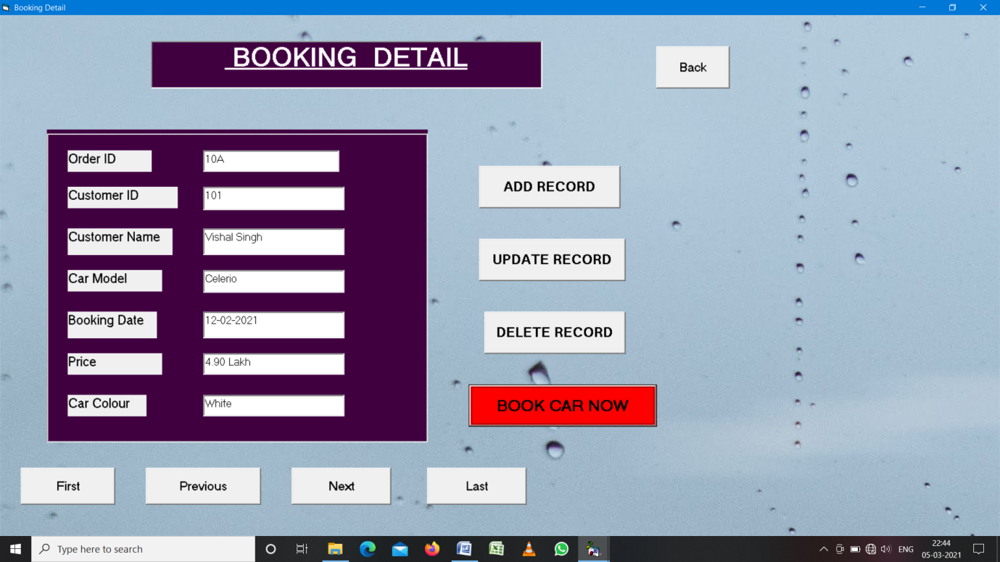 Booking Detail
BOOKING DETAIL
Back
Order ID 10A
Customer ID 101
Customer Name Vishal Singh
Car Model Celerio
Booking Date 12-02-2021
Price 4.90 Lakh
Car Colour White
ADD RECORD
UPDATE RECORD
DELETE RECORD
BOOK CAR NOW
First Previous Next Last
Type here to search
ENG
22:44
05-03-2021